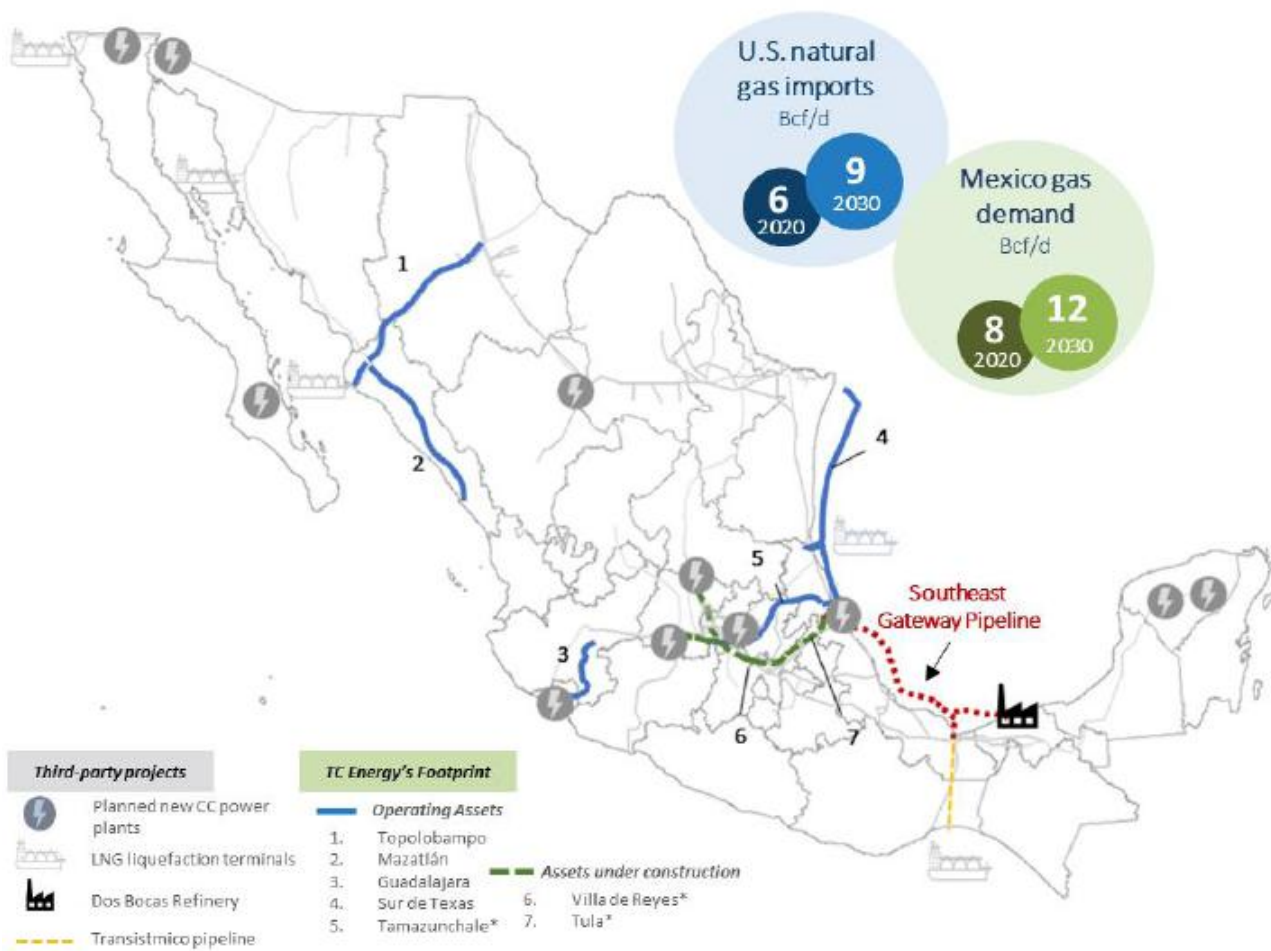 U.S. natural
gas imports
Bcf/d
6
2020
9
2030
Mexico gas
demand
Bcf/d
8
2020
12
2030
1
2
3
4
5
6
7
Southeast
Gateway Pipeline
Third-party projects
Planned new CC power
plants
LNG liquefaction terminals
Dos Bocas Refinery
Transistmico pipeline
TC Energy's Footprint
Operating Assets
1. Topolobampo
2. Mazatlán
3. Guadalajara
4. Sur de Texas
5. Tamazunchale*
Assets under construction
6. Villa de Reyes*
7. Tula*